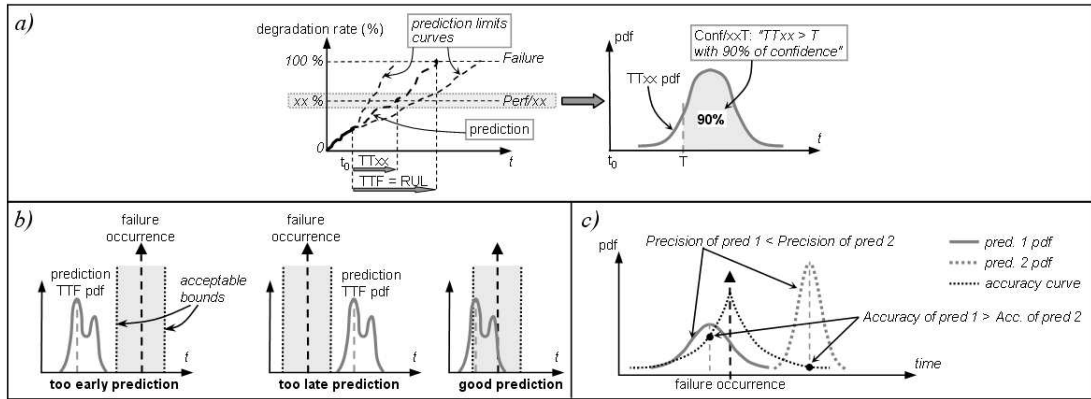 a)
degradation rate (%)
prediction limits
curves
100 %
Failure
xx %
Perf/xx
prediction
0
t
t0
TTxx
TTF = RUL
pdf
Conf/xxT: "TTxx > T
with 90% of confidence"
TTxx pdf
90%
t0
T
t
b)
failure
occurrence
prediction
TTF pdf
acceptable
bounds
t
too early prediction
failure
occurrence
prediction
TTF pdf
t
too late prediction
t
good prediction
c)
pdf
Precision of pred 1 < Precision of pred 2
pred. 1 pdf
pred. 2 pdf
accuracy curve
Accuracy of pred 1 > Acc. of pred 2
time
failure occurrence